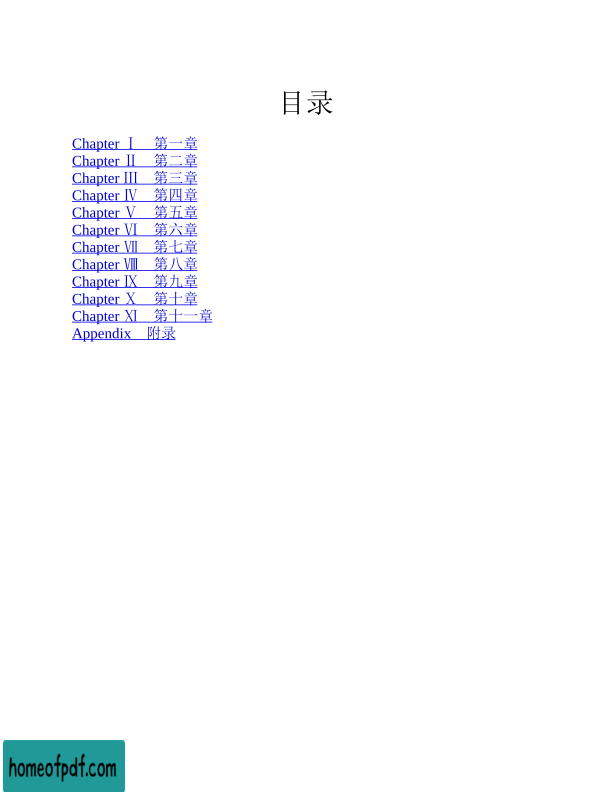 目录
Chapter Ⅰ 第一章
Chapter Ⅱ 第二章
Chapter Ⅲ 第三章
Chapter Ⅳ 第四章
Chapter Ⅴ 第五章
Chapter Ⅵ 第六章
Chapter Ⅶ 第七章
Chapter Ⅷ 第八章
Chapter Ⅸ 第九章
Chapter Ⅹ 第十章
Chapter Ⅺ 第十一章
Appendix 附录
homeofpdf.com